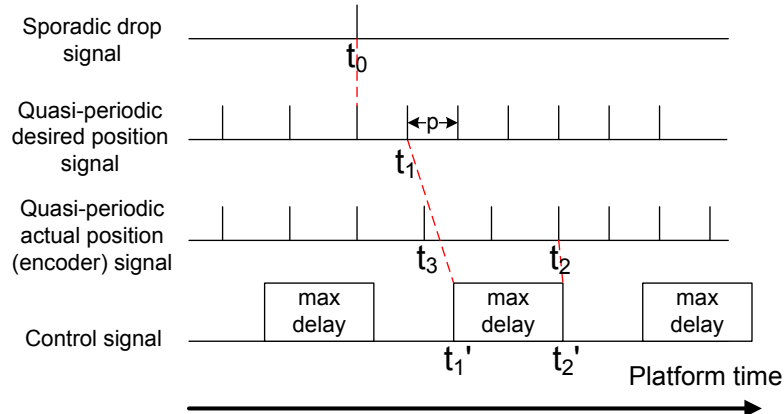 Sporadic drop
signal
t0
Quasi-periodic
desired position
signal
p
t1
Quasi-periodic
actual position
(encoder) signal
t3
t2
max
delay
max
delay
max
delay
Control signal
t1'
t2'
Platform time